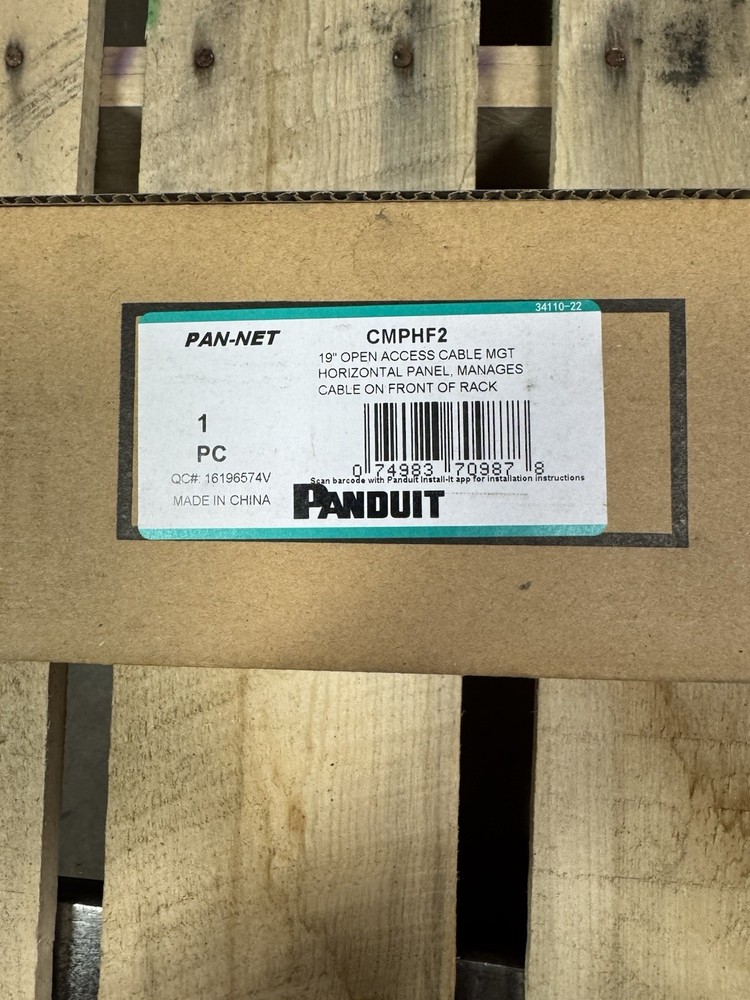 34110-22
PAN-NET
CMPHF2
19" OPEN ACCESS CABLE MGT
HORIZONTAL PANEL, MANAGES
CABLE ON FRONT OF RACK
1
PC
0 74983 70987 8
QC#: 16196574V
Scan barcode with Panduit Install-It app for installation instructions
MADE IN CHINA
PANDUIT